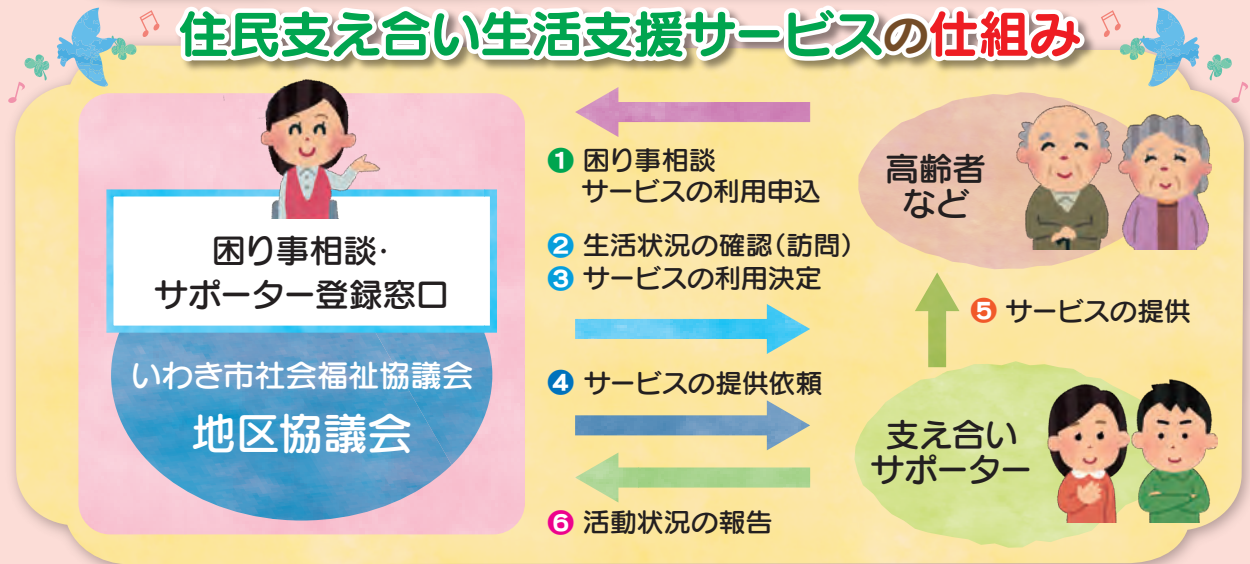 住民支え合い生活支援サービスの仕組み
困り事相談・
サポーター登録窓口
いわき市社会福祉協議会
地区協議会
❶ 困り事相談
サービスの利用申込
❷ 生活状況の確認（訪問）
❸ サービスの利用決定
❹ サービスの提供依頼
❻ 活動状況の報告
高齢者
など
❺ サービスの提供
支え合い
サポーター